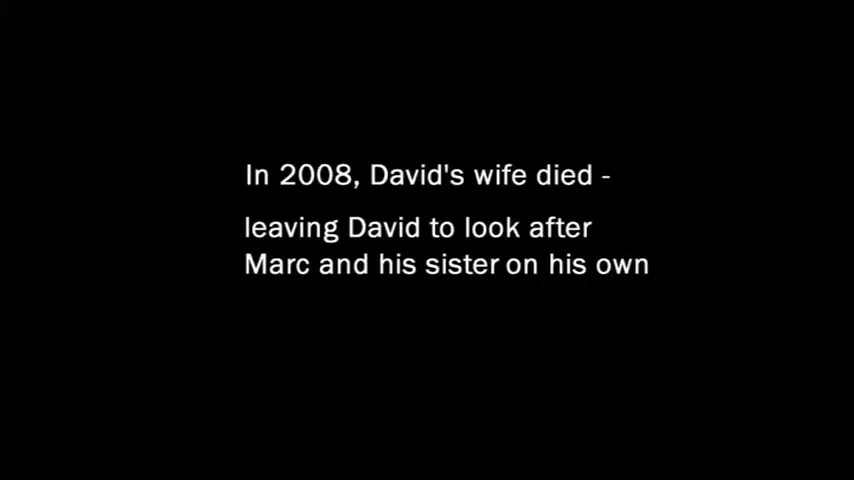 In 2008, David's wife died -
leaving David to look after
Marc and his sister on his own